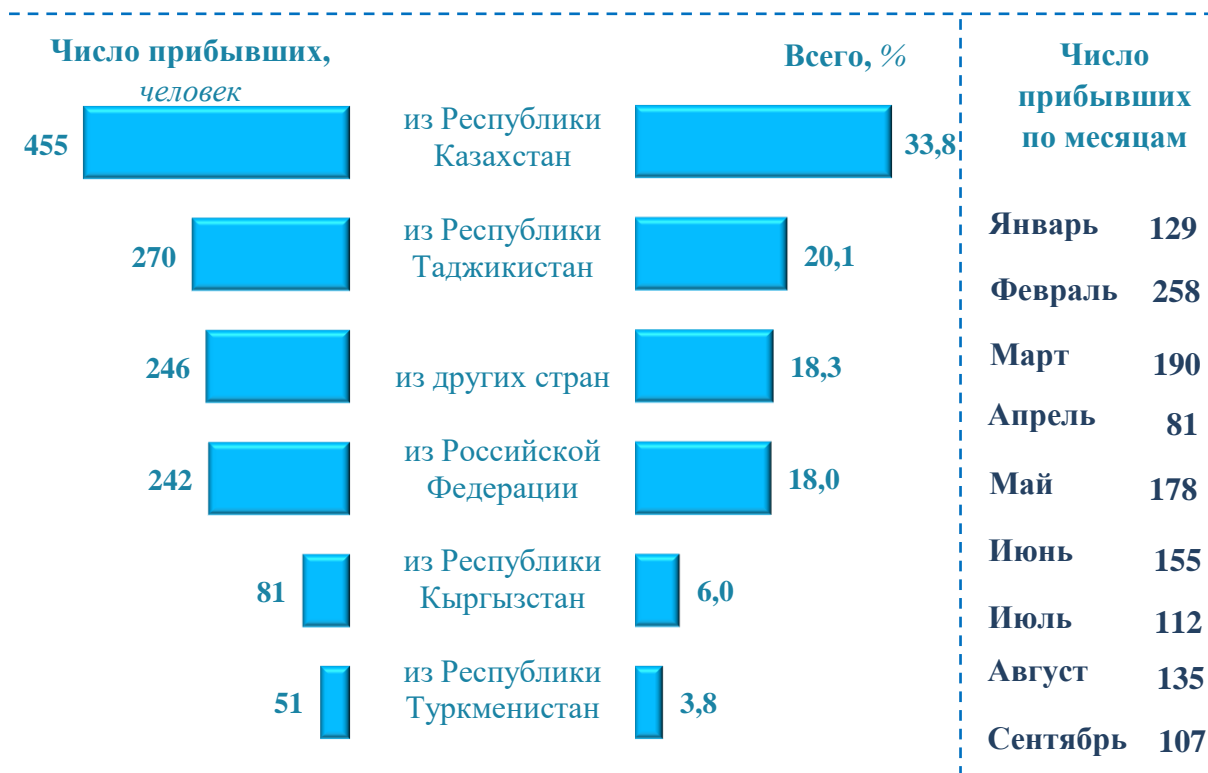 Число прибывших,
человек
455
из Республики
Казахстан
270
из Республики
Таджикистан
246
из других стран
242
из Российской
Федерации
81
из Республики
Кыргызстан
51
из Республики
Туркменистан
Всего, %
33,8
20,1
18,3
18,0
6,0
3,8
Число
прибывших
по месяцам
Январь 129
Февраль 258
Март 190
Апрель 81
Май 178
Июнь 155
Июль 112
Август 135
Сентябрь 107